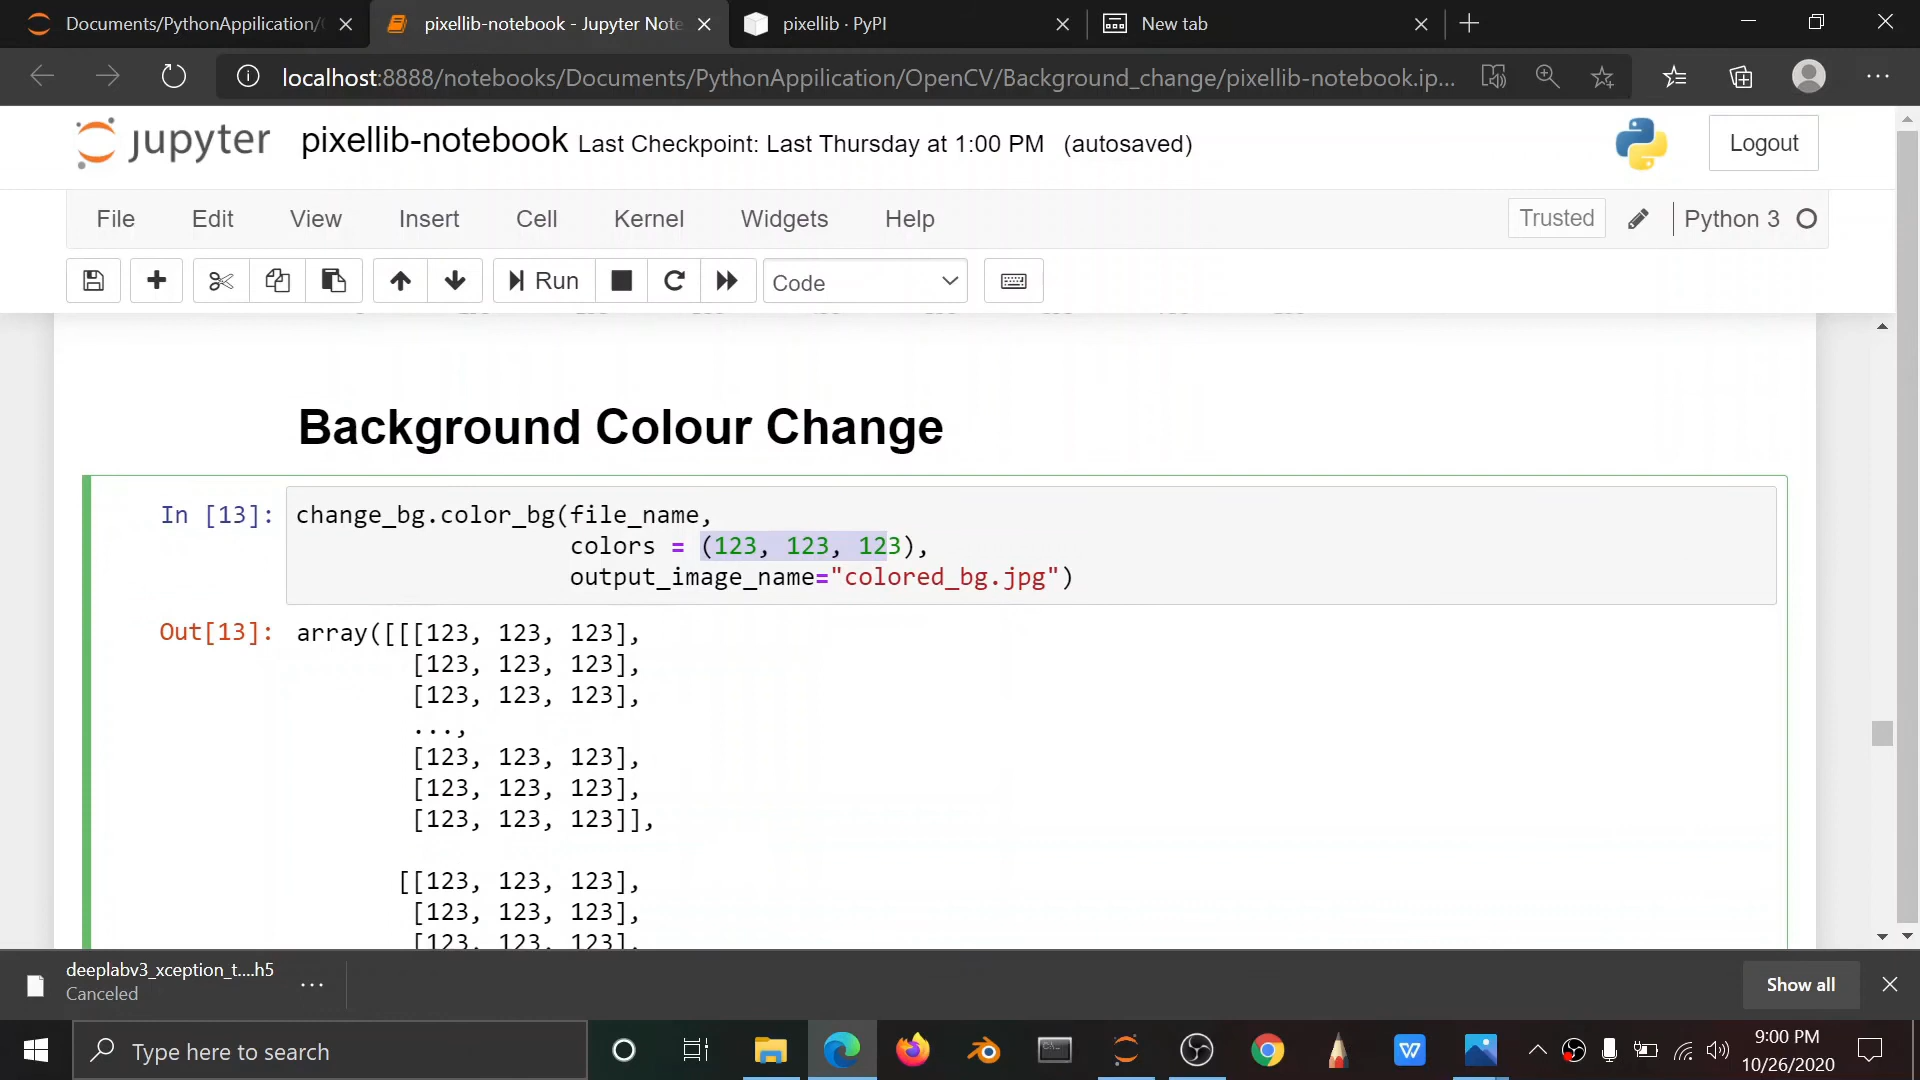 Documents/PythonApplication/
pixellib-notebook - Jupyter Note
pixellib · PyPI
New tab
localhost:8888/notebooks/Documents/PythonAppilication/OpenCV/Background_change/pixellib-notebook.ip...
jupyter pixellib-notebook Last Checkpoint: Last Thursday at 1:00 PM (autosaved)
Logout
File Edit View Insert Cell Kernel Widgets Help
Trusted
Python 3
Run
Code
Background Colour Change
In [13]: change_bg.color_bg(file_name,
colors = (123, 123, 123),
output_image_name="colored_bg.jpg")
Out[13]: array([[[123, 123, 123],
[123, 123, 123],
[123, 123, 123],
...,
[123, 123, 123],
[123, 123, 123],
[123, 123, 123]],
[[123, 123, 123],
[123, 123, 123],
[123, 123, 123],
deeplabv3_xception_t....h5
Canceled
...
Show all
Type here to search
9:00 PM
10/26/2020